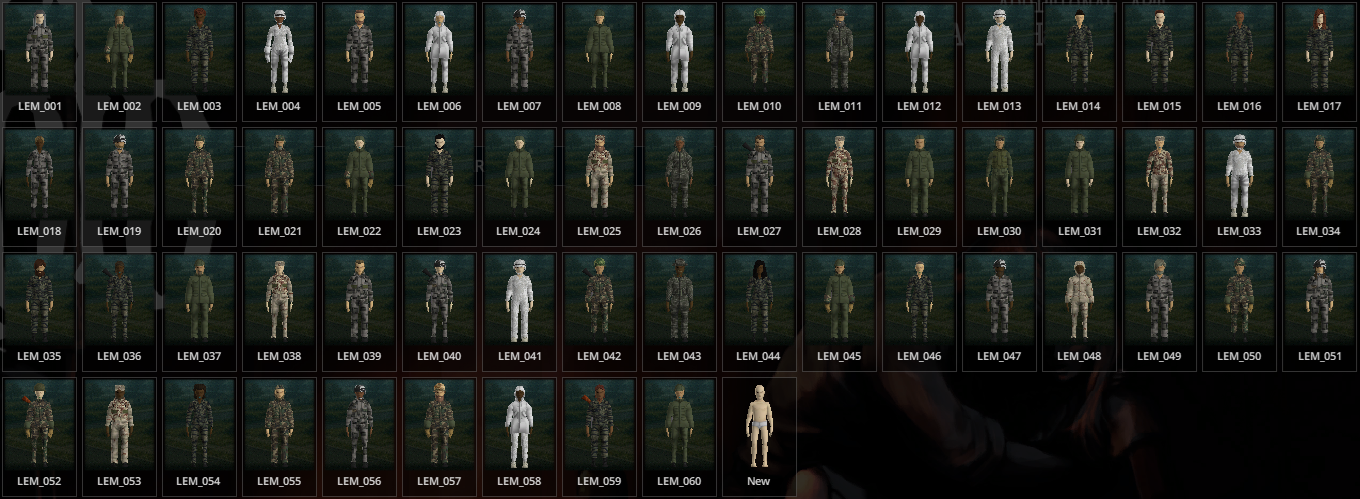 LEM_001 LEM_002 LEM_003 LEM_004 LEM_005 LEM_006 LEM_007 LEM_008 LEM_009 LEM_010 LEM_011 LEM_012 LEM_013 LEM_014 LEM_015 LEM_016 LEM_017
LEM_018 LEM_019 LEM_020 LEM_021 LEM_022 LEM_023 LEM_024 LEM_025 LEM_026 LEM_027 LEM_028 LEM_029 LEM_030 LEM_031 LEM_032 LEM_033 LEM_034
LEM_035 LEM_036 LEM_037 LEM_038 LEM_039 LEM_040 LEM_041 LEM_042 LEM_043 LEM_044 LEM_045 LEM_046 LEM_047 LEM_048 LEM_049 LEM_050 LEM_051
LEM_052 LEM_053 LEM_054 LEM_055 LEM_056 LEM_057 LEM_058 LEM_059 LEM_060 New